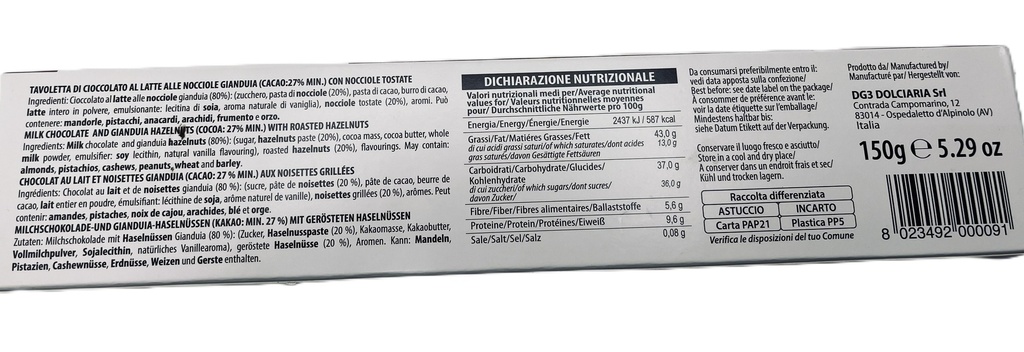 TAVOLETTA DI CIOCCOLATO AL LATTE ALLE NOCCIOLE GIANDUIA (CACAO:27% MIN.) CON NOCCIOLE TOSTATE
Ingredienti: Cioccolato al latte alle nocciole gianduia (80%): (zucchero, pasta di nocciole (20%), pasta di cacao, burro di cacao,
latte intero in polvere, emulsionante: lecitina di soia, aroma naturale di vaniglia), nocciole tostate (20%), aromi. Può
contenere: mandorle, pistacchi, anacardi, arachidi, frumento e orzo.
MILK CHOCOLATE AND GIANDUIA HAZELNUTS (COCOA: 27% MIN.) WITH ROASTED HAZELNUTS
Ingredients: Milk chocolate and gianduia hazelnuts (80%): (sugar, hazelnuts paste (20%), cocoa mass, cocoa butter, whole
milk powder, emulsifier: soy lecithin, natural vanilla flavouring), roasted hazelnuts (20%), flavourings. May contain:
almonds, pistachios, cashews, peanuts, wheat and barley.
CHOCOLAT AU LAIT ET NOISETTES GIANDUIA (CACAO: 27 % MIN.) AUX NOISETTES GRILLÉES
Ingrédients: Chocolat au lait et de noisettes gianduia (80 %): (sucre, pâte de noisettes (20 %), pâte de cacao, beurre de
cacao, lait entier en poudre, émulsifiant: lécithine de soja, arôme naturel de vanille), noisettes grillées (20 %), arômes. Peut
contenir: amandes, pistaches, noix de cajou, arachides, blé et orge.
MILCHSCHOKOLADE-UND GIANDUIA-HASELNÜSSEN (KAKAO: MIN. 27 %) MIT GERÖSTETEN HASELNÜSSEN
Zutaten: Milchschokolade mit Haselnüssen Gianduia (80 %): (Zucker, Haselnusspaste (20 %), Kakaomasse, Kakaobutter,
Vollmilchpulver, Sojalecithin, natürliches Vanillearoma), geröstete Haselnüsse (20 %), Aromen. Kann: Mandeln,
Pistazien, Cashewnüsse, Erdnüsse, Weizen und Gerste enthalten.
DICHIARAZIONE NUTRIZIONALE
Valori nutrizionali medi per/Average nutritional
values for/ Valeurs nutritionnelles moyennes
pour/ Durchschnittliche Nährwerte pro 100g
Energia/Energy/Énergie/Energie 2437 kJ / 587 kcal
Grassi/Fat/Matiéres Grasses/Fett 43,0 g
di cui acidi grassi saturi/of which saturates/dont acides 13,0 g
gras saturés/davon Gesättigte Fettsäuren
Carboidrati/Carbohydrate/Glucides/ 37,0 g
Kohlenhydrate
di cui zuccheri/of which sugars/dont sucres/ 36,0 g
davon Zucker/
Fibre/Fiber/Fibres alimentaires/Ballaststoffe 5,6 g
Proteine/Protein/Protéines/Eiweiß 9,6 g
Sale/Salt/Sel/Salz 0,08 g
Da consumarsi preferibilmente entro il:
vedi data apposta sulla confezione/
Best before: see date label on the package/
À consommer de préférence avant le:
voir la date étiquette sur l'emballage/
Mindestens haltbar bis:
siehe Datum Etikett auf der Verpackung.
Conservare il luogo fresco e asciutto/
Store in a cool and dry place/
A conserver dans un endroit frais et sec/
Kühl und trocken lagern.
Raccolta differenziata
ASTUCCIO INCARTO
Carta PAP21 Plastica PP5
Verifica le disposizioni del tuo Comune
Prodotto da/ Manufactured by/
Manufacturé par/ Hergestellt von:
DG3 DOLCIARIA Srl
Contrada Campomarino, 12
83014 - Ospedaletto d'Alpinolo (AV)
Italia
150g ℮ 5.29 oz
8 023492 000091